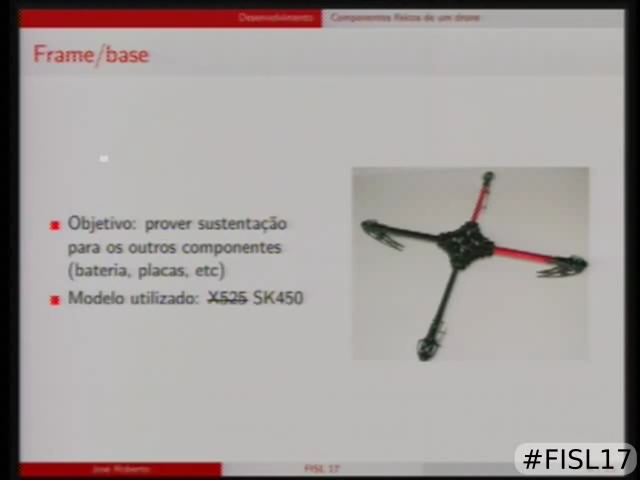 Desenvolvimento Componentes físicos de um drone
Frame/base
Objetivo: prover sustentação
para os outros componentes
(bateria, placas, etc)
Modelo utilizado: X525 SK450
José Roberto FISL 17
#FISL17